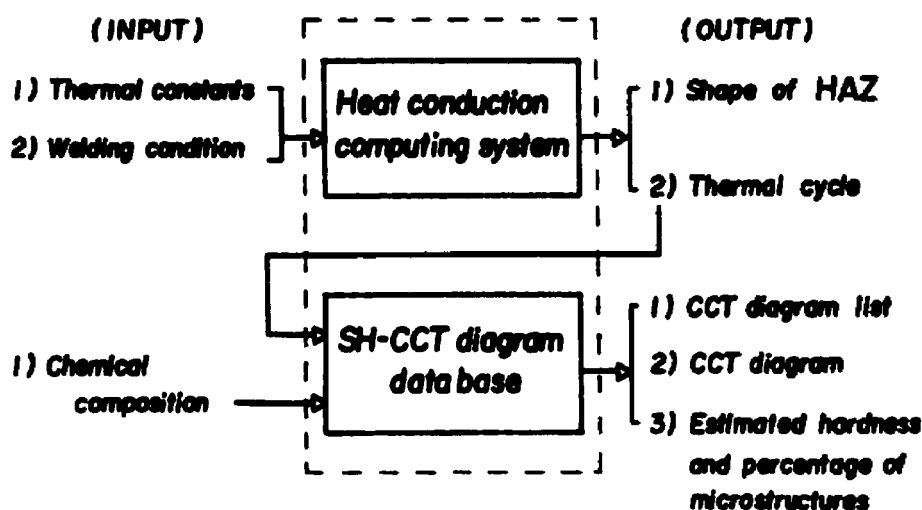 (INPUT)
1) Thermal constants
2) Welding condition
Heat conduction
computing system
(OUTPUT)
1) Shape of HAZ
2) Thermal cycle
1) Chemical
composition
SH-CCT diagram
data base
1) CCT diagram list
2) CCT diagram
3) Estimated hardness
and percentage of
microstructures